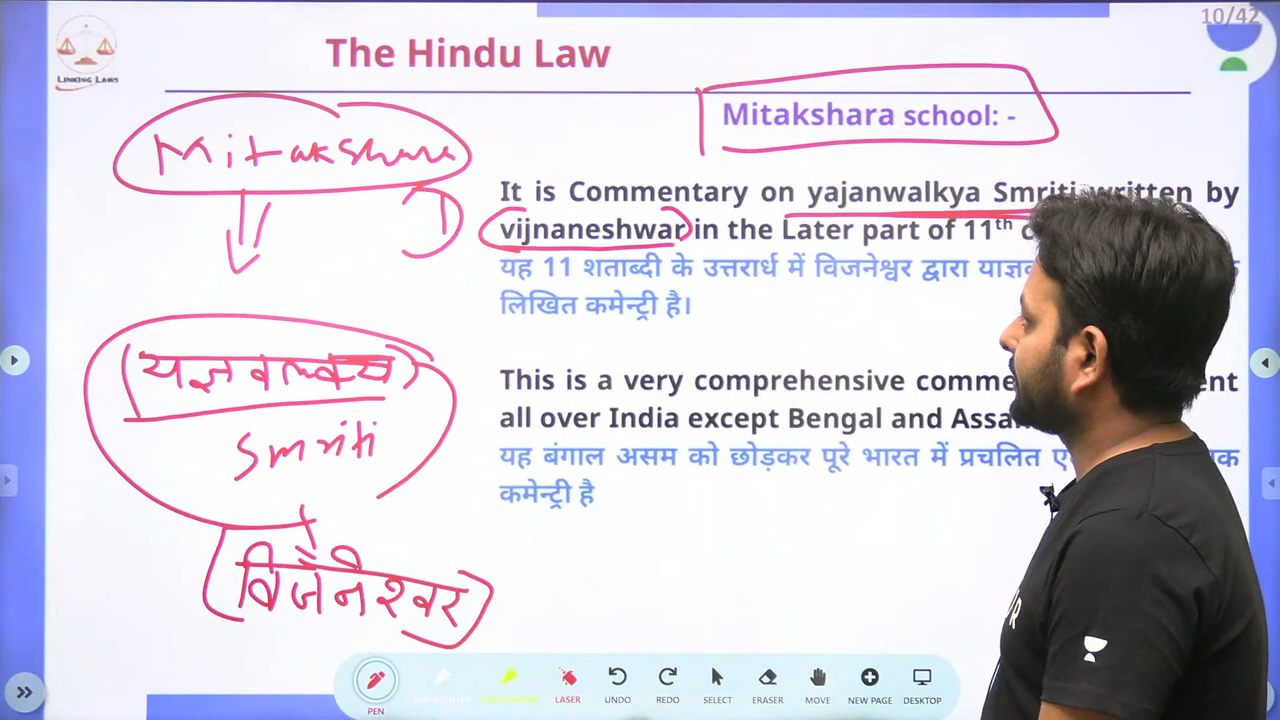 10/42
LINKING LAWS
The Hindu Law
Mitakshara school: -
Mitakshara
It is Commentary on yajanwalkya Smriti written by
vijnaneshwar in the Later part of 11th
यह 11 शताब्दी के उत्तरार्ध में विजनेश्वर द्वारा
लिखित कमेन्ट्री है।
यज्ञवल्क्य
Smriti
This is a very comprehensive
all over India except Bengal and
यह बंगाल असम को छोड़कर पूरे भारत में प्रचलित
कमेन्ट्री है
विजैनेश्वर
PEN
HIGHLIGHTER
LASER
UNDO
REDO
SELECT
ERASER
MOVE
NEW PAGE
DESKTOP